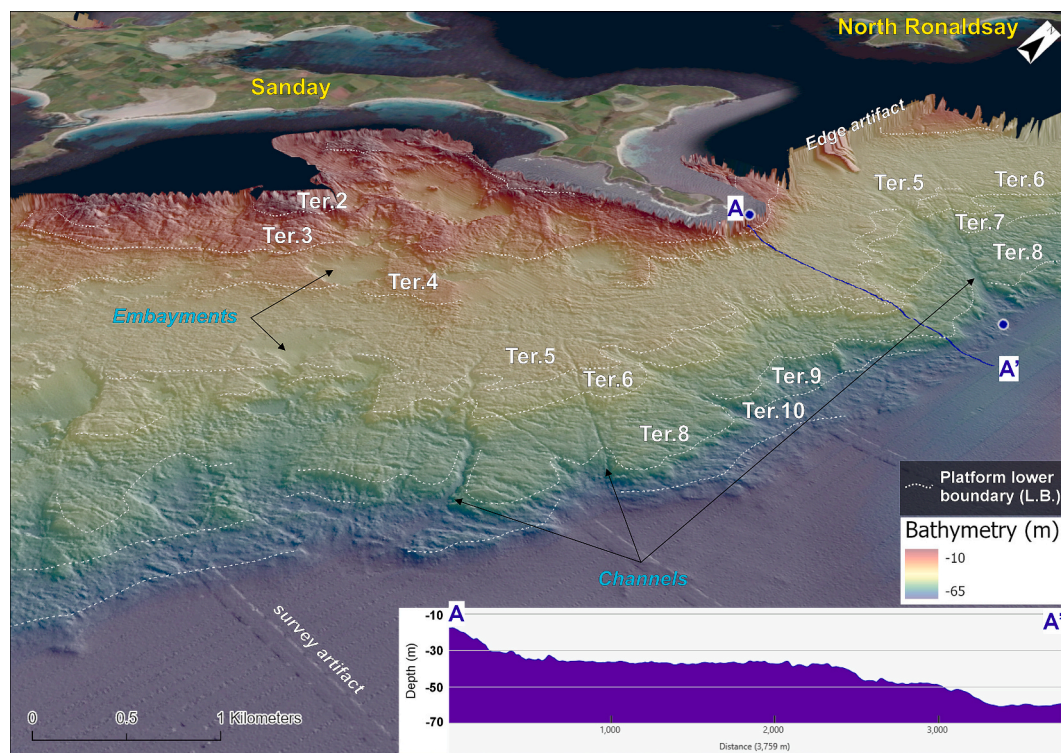 North Ronaldsay
N
Sanday
Edge artifact
Ter.5
Ter.6
Ter.2
A
Ter.7
Ter.3
Ter.8
Ter.4
Embayments
Ter.5
Ter.6
Ter.9
A'
Ter.10
Ter.8
Platform lower
boundary (L.B.)
Bathymetry (m)
-10
-65
Channels
survey artifact
A
A'
-10
-30
-50
-70
Depth (m)
1,000
2,000
3,000
Distance (3,759 m)
0
0.5
1 Kilometers